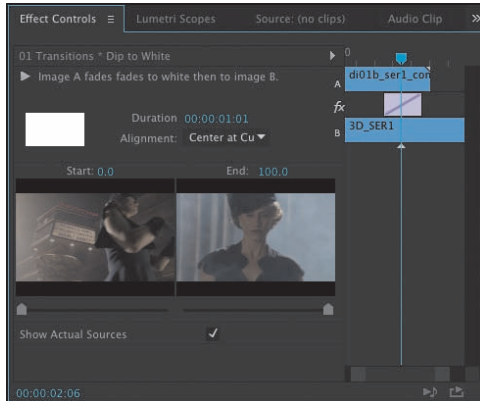 Effect Controls Lumetri Scopes Source: (no clips) Audio Clip »
01 Transitions * Dip to White
Image A fades fades to white then to image B.
Duration 00:00:01:01
Alignment: Center at Cu
Start: 0.0 End: 100.0
Show Actual Sources
00:00:02:06
0
A di01b_ser1_con
fx
B 3D_SER1